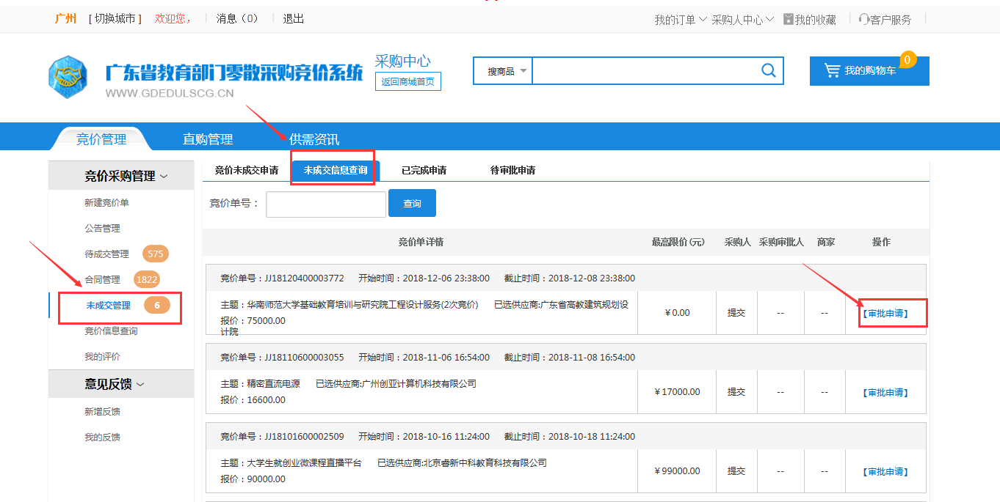 广州 [ 切换城市 ] 欢迎您， 消息（0） 退出 我的订单 采购人中心 我的收藏 客户服务
广东省教育部门零散采购竞价系统
WWW.GDEDULSCG.CN
采购中心
返回商城首页
搜商品
我的购物车 0
竞价管理 直购管理 供需资讯
竞价采购管理
新建竞价单
公告管理
待成交管理 575
合同管理 1822
未成交管理 6
竞价信息查询
我的评价
意见反馈
新增反馈
我的反馈
竞价未成交申请 未成交信息查询 已完成申请 待审批申请
竞价单号： 查询
竞价单详情 最高限价(元) 采购人 采购审批人 商家 操作
竞价单号：JJ18120400003772 开始时间：2018-12-06 23:38:00 截止时间：2018-12-08 23:38:00
主题：华南师范大学基础教育培训与研究院工程设计服务(2次竞价) 已选供应商:广东省高教建筑规划设
报价：75000.00
计院
￥0.00 提交 -- -- 【审批申请】
竞价单号：JJ18110600003055 开始时间：2018-11-06 16:54:00 截止时间：2018-11-08 16:54:00
主题：精密直流电源 已选供应商:广州创亚计算机科技有限公司
报价：16600.00
￥17000.00 提交 -- -- 【审批申请】
竞价单号：JJ18101600002509 开始时间：2018-10-16 11:24:00 截止时间：2018-10-18 11:24:00
主题：大学生就创业微课程直播平台 已选供应商:北京睿新中科教育科技有限公司
报价：90000.00
￥99000.00 提交 -- -- 【审批申请】